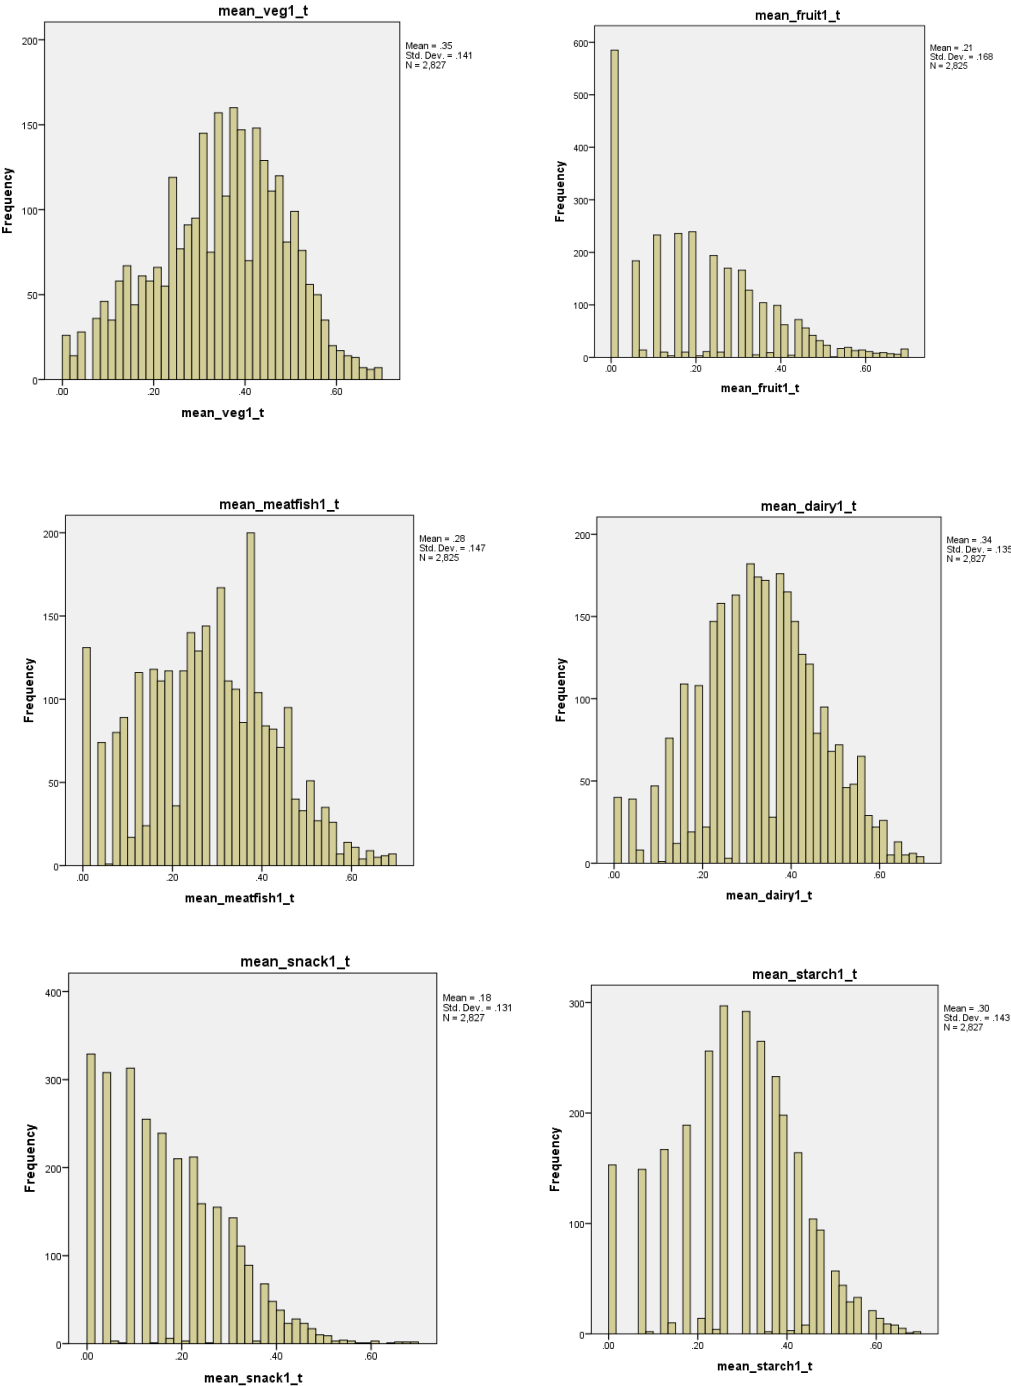 mean_veg1_t
Mean = .35
Std. Dev. = .141
N = 2,827
200
150
100
50
0
Frequency
.00 .20 .40 .60
mean_veg1_t
mean_fruit1_t
Mean = .21
Std. Dev. = .168
N = 2,825
600
500
400
300
200
100
0
Frequency
.00 .20 .40 .60
mean_fruit1_t
mean_meatfish1_t
Mean = .28
Std. Dev. = .147
N = 2,825
200
150
100
50
0
Frequency
.00 .20 .40 .60
mean_meatfish1_t
mean_dairy1_t
Mean = .34
Std. Dev. = .135
N = 2,827
200
150
100
50
0
Frequency
.00 .20 .40 .60
mean_dairy1_t
mean_snack1_t
Mean = .18
Std. Dev. = .131
N = 2,827
400
300
200
100
0
Frequency
.00 .20 .40 .60
mean_snack1_t
mean_starch1_t
Mean = .30
Std. Dev. = .143
N = 2,827
300
200
100
0
Frequency
.00 .20 .40 .60
mean_starch1_t